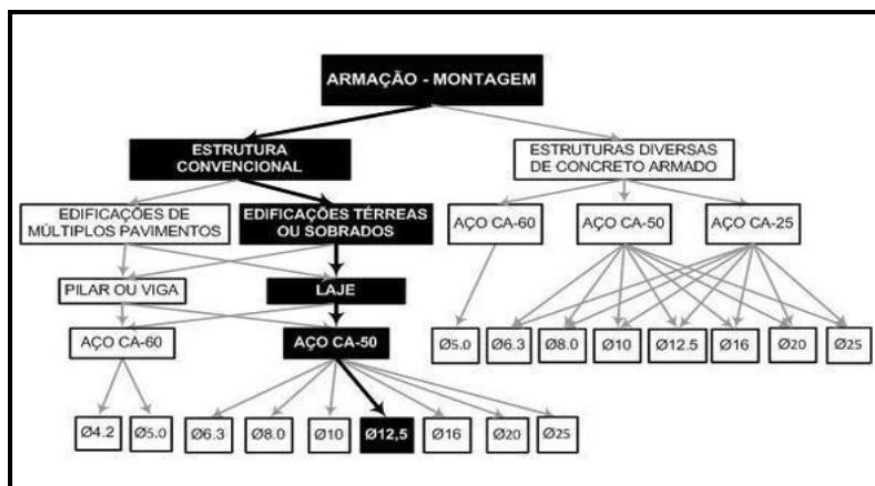 ARMAÇÃO - MONTAGEM
ESTRUTURA
CONVENCIONAL
ESTRUTURAS DIVERSAS
DE CONCRETO ARMADO
EDIFICAÇÕES DE
MÚLTIPLOS PAVIMENTOS
EDIFICAÇÕES TÉRREAS
OU SOBRADOS
AÇO CA-60
AÇO CA-50
AÇO CA-25
PILAR OU VIGA
LAJE
AÇO CA-60
AÇO CA-50
Ø5.0
Ø6.3
Ø8.0
Ø10
Ø12.5
Ø16
Ø20
Ø25
Ø4.2
Ø5.0
Ø6.3
Ø8.0
Ø10
Ø12,5
Ø16
Ø20
Ø25